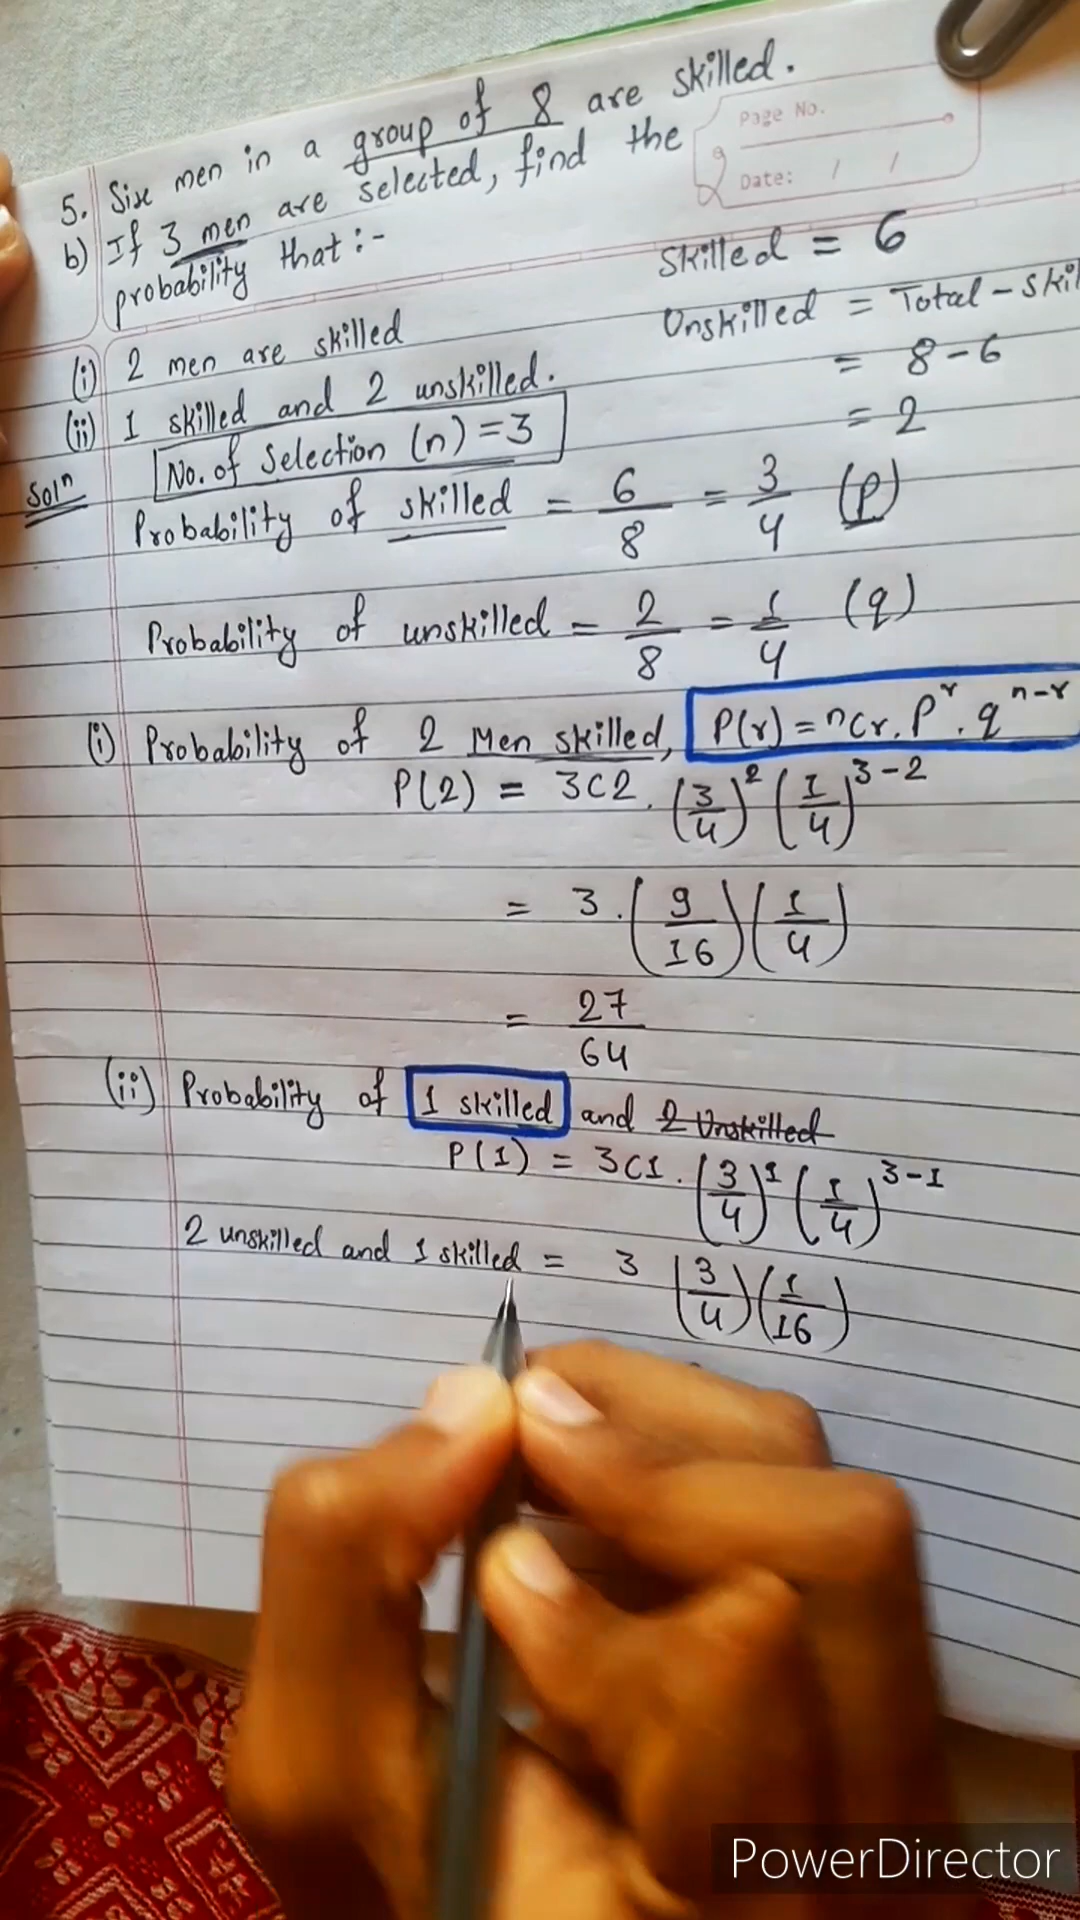 5. Six men in a group of 8 are skilled.
b) If 3 men are selected, find the
probability that :-
Page No.
Date: / /
(i) 2 men are skilled
(ii) 1 skilled and 2 unskilled.
Skilled = 6
Unskilled = Total - Skil
= 8 - 6
= 2
Solⁿ
No. of Selection (n) = 3
Probability of skilled = 6/8 = 3/4 (p)
Probability of unskilled = 2/8 = 1/4 (q)
(i) Probability of 2 Men skilled, P(r) = ⁿCr. P^r . q^n-r
P(2) = 3C2. (3/4)^2 (1/4)^3-2
= 3. (9/16) (1/4)
= 27/64
(ii) Probability of 1 skilled and 2 Unskilled
P(1) = 3C1. (3/4)^1 (1/4)^3-1
2 unskilled and 1 skilled = 3 (3/4) (1/16)
PowerDirector